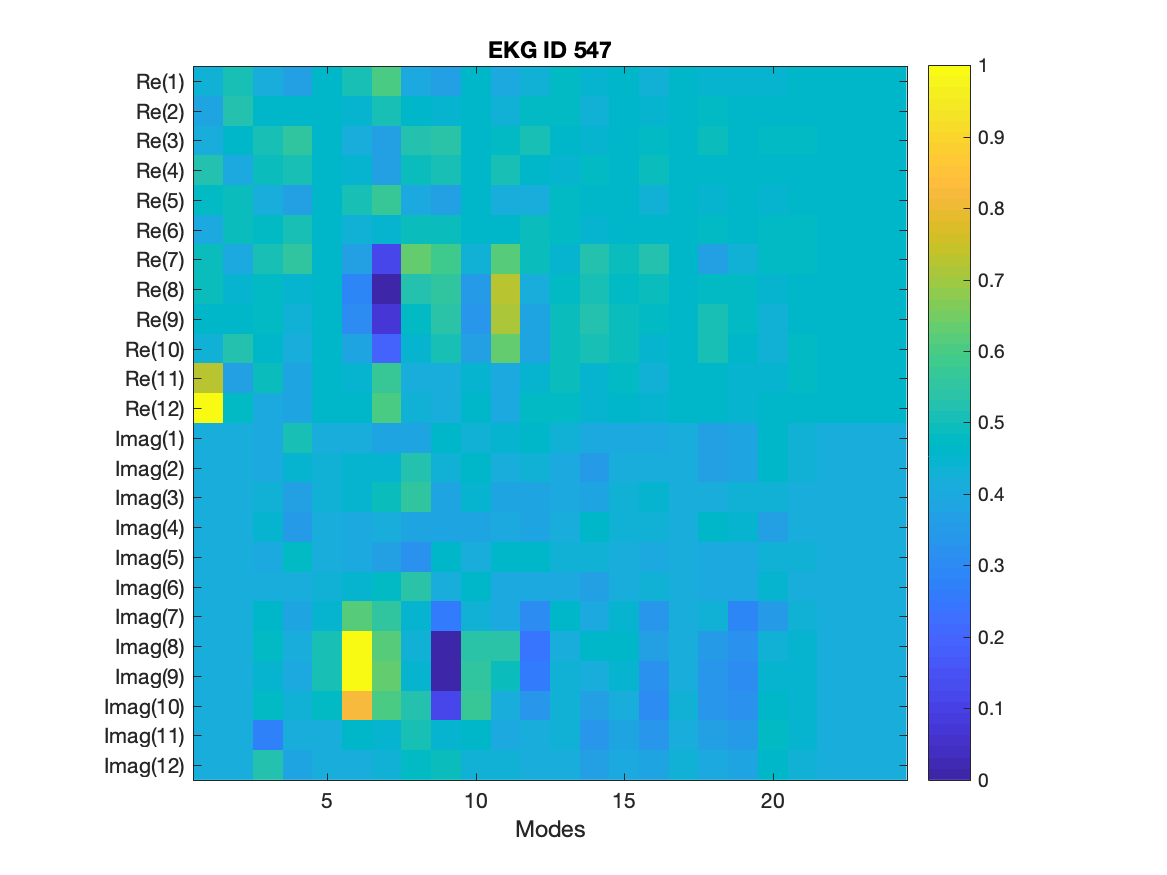 EKG ID 547
Re(1)
Re(2)
Re(3)
Re(4)
Re(5)
Re(6)
Re(7)
Re(8)
Re(9)
Re(10)
Re(11)
Re(12)
Imag(1)
Imag(2)
Imag(3)
Imag(4)
Imag(5)
Imag(6)
Imag(7)
Imag(8)
Imag(9)
Imag(10)
Imag(11)
Imag(12)
5 10 15 20
Modes
1
0.9
0.8
0.7
0.6
0.5
0.4
0.3
0.2
0.1
0